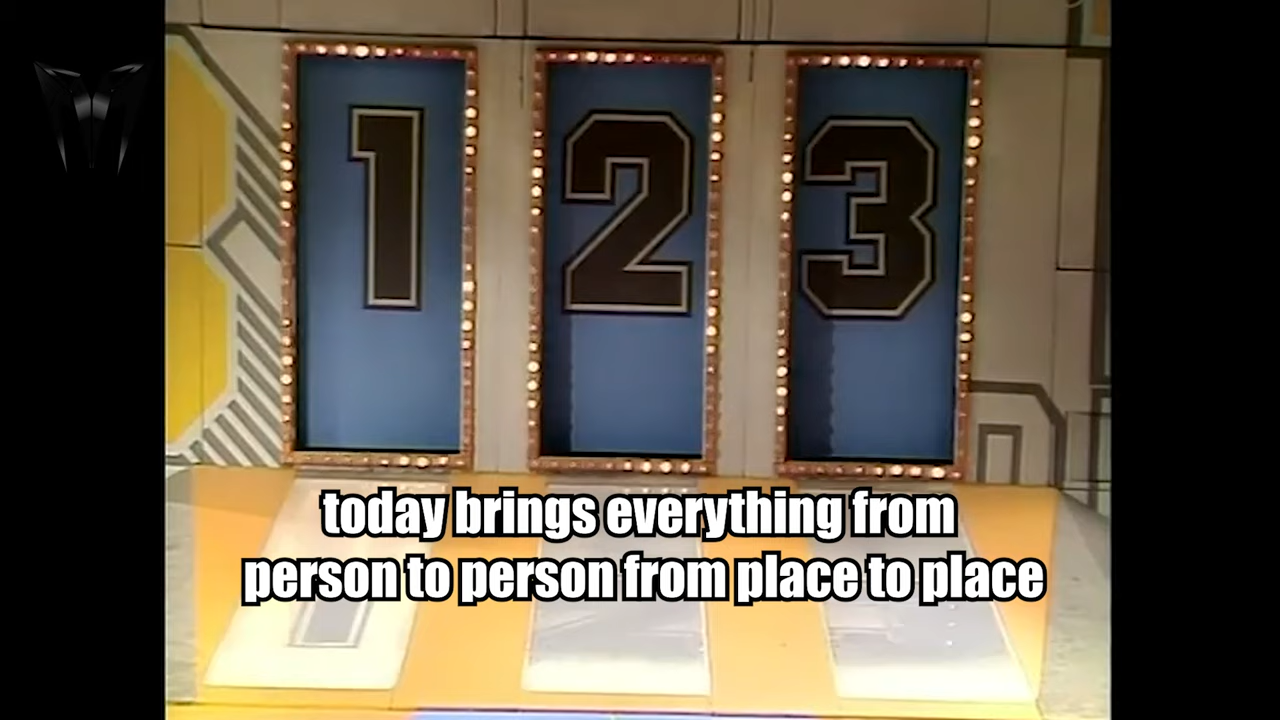 1 2 3
today brings everything from
person to person from place to place